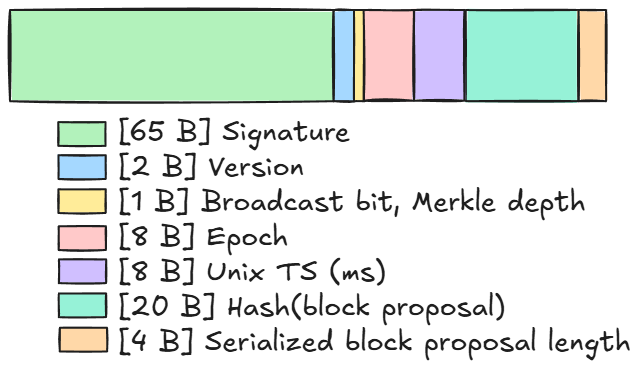 [65 B] Signature
[2 B] Version
[1 B] Broadcast bit, Merkle depth
[8 B] Epoch
[8 B] Unix TS (ms)
[20 B] Hash(block proposal)
[4 B] Serialized block proposal length